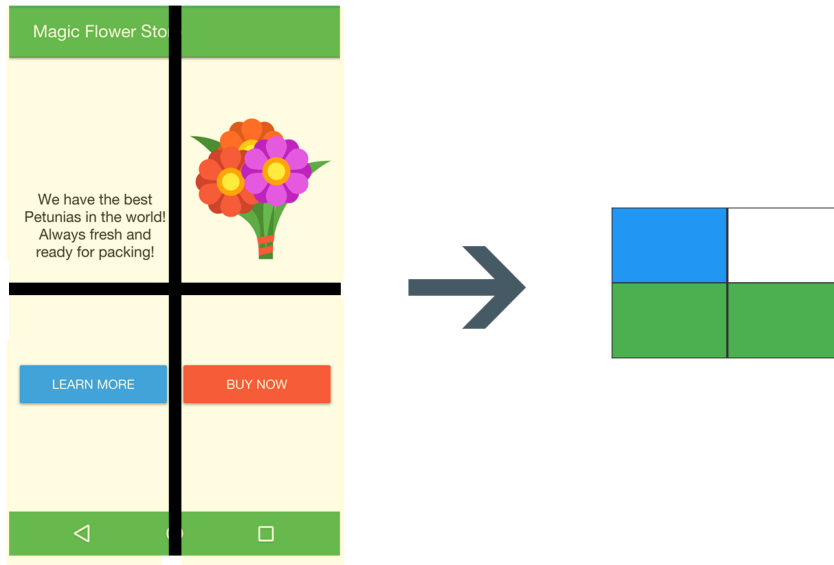 Magic Flower Sto
We have the best
Petunias in the world!
Always fresh and
ready for packing!
LEARN MORE
BUY NOW